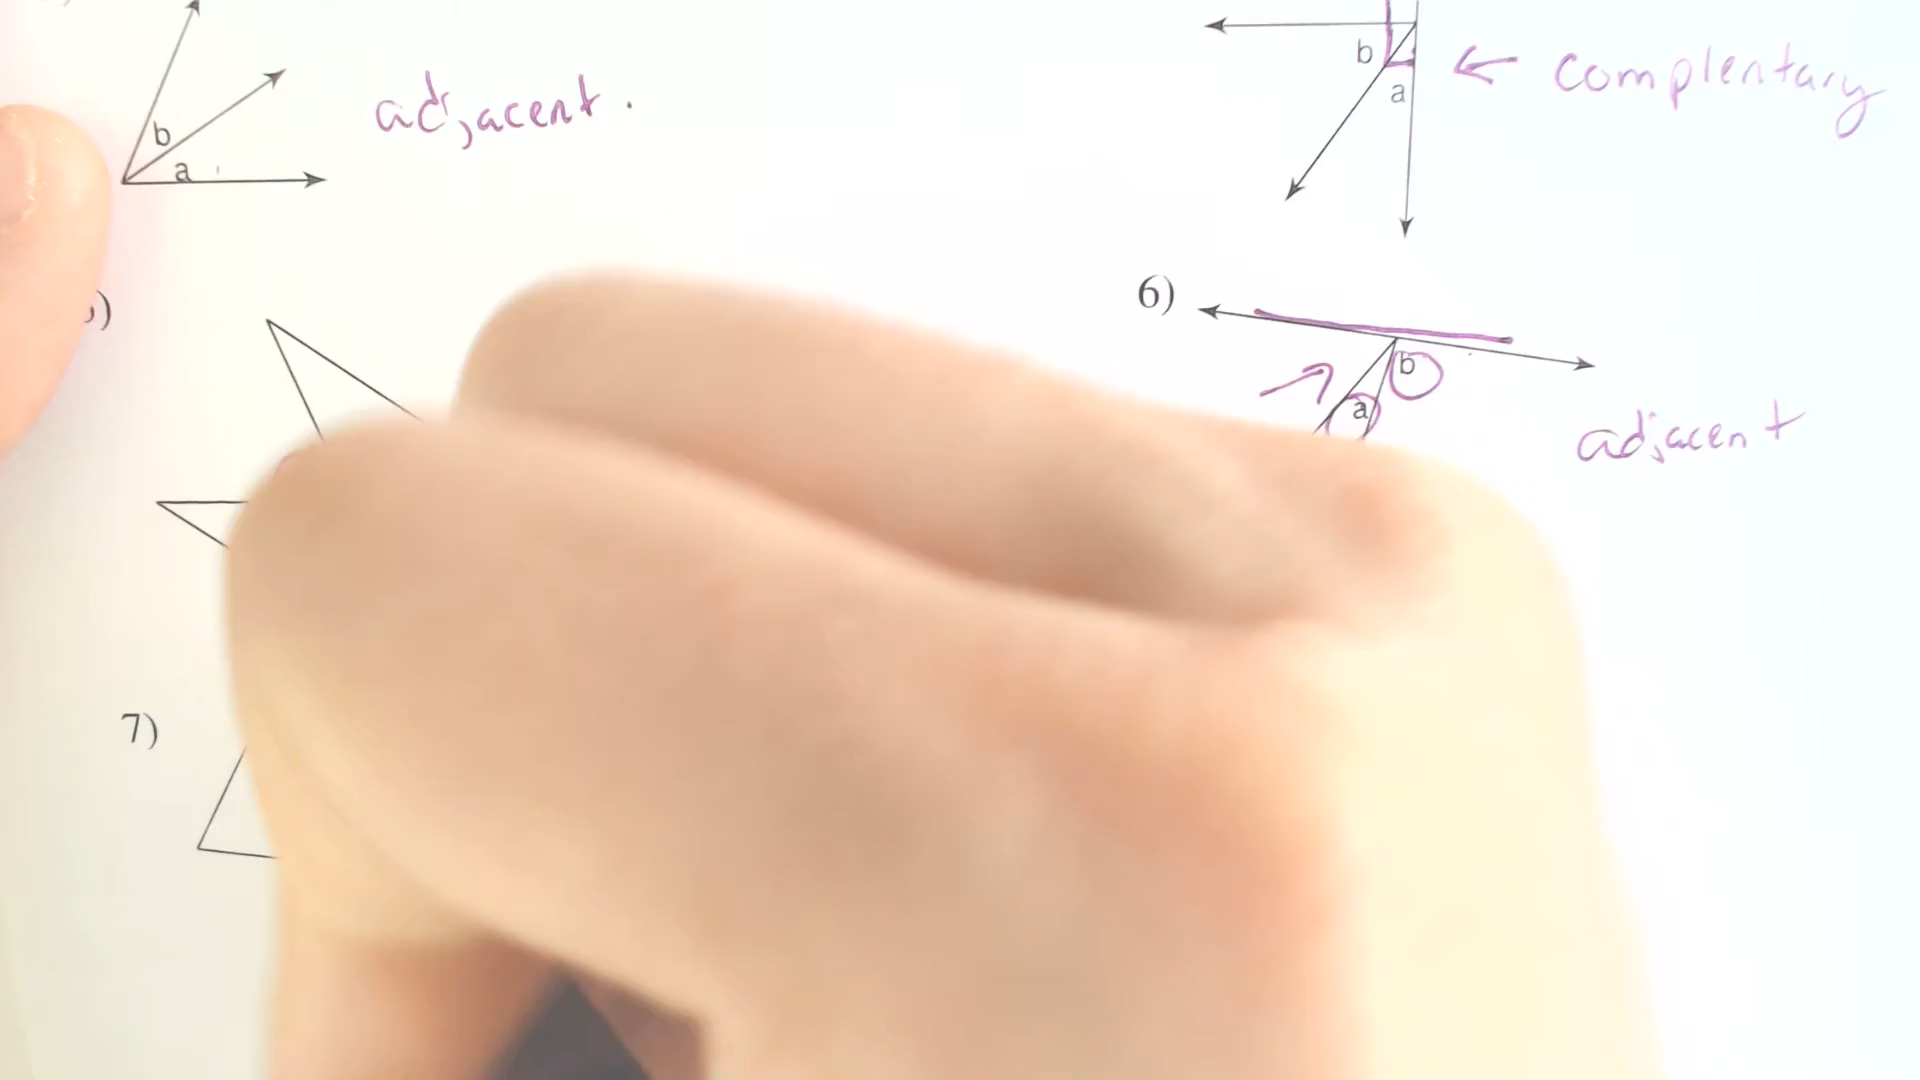 b
a
adjacent.
b
a
← complentary
)
6)
b
a
adjacent
7)